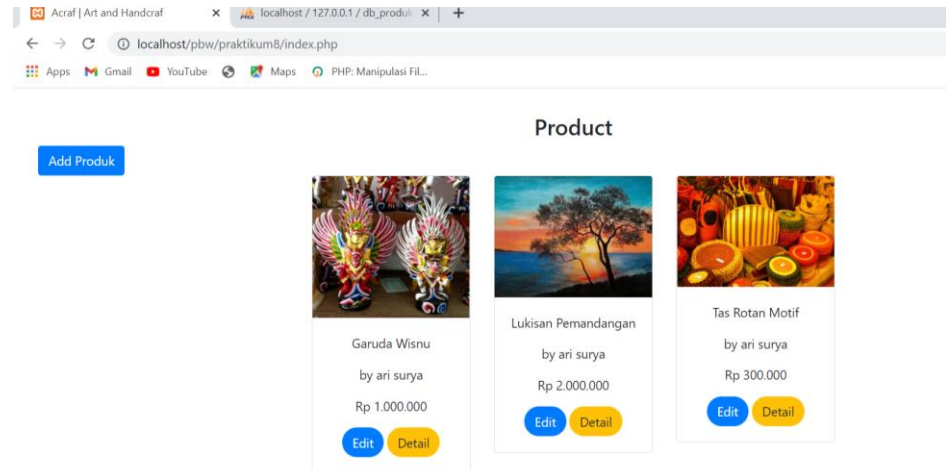 Acraf | Art and Handcraf
localhost / 127.0.0.1 / db_produk
localhost/pbw/praktikum8/index.php
Apps Gmail YouTube Maps PHP: Manipulasi Fil...
Product
Add Produk
Garuda Wisnu
by ari surya
Rp 1.000.000
Edit Detail
Lukisan Pemandangan
by ari surya
Rp 2.000.000
Edit Detail
Tas Rotan Motif
by ari surya
Rp 300.000
Edit Detail